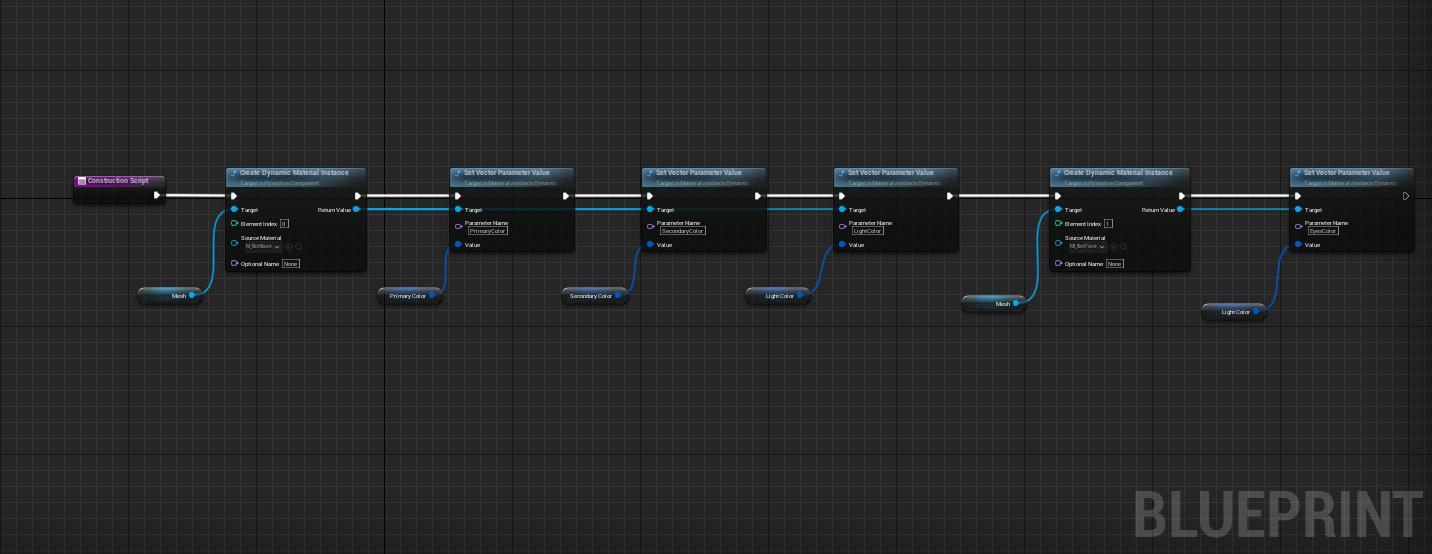 Construction Script
Create Dynamic Material Instance
Target is Primitive Component
Target
Return Value
Element Index 0
Source Material
M_BotBase
Optional Name None
Mesh
Set Vector Parameter Value
Target is Material Instance Dynamic
Target
Parameter Name
PrimaryColor
Value
Primary Color
Set Vector Parameter Value
Target is Material Instance Dynamic
Target
Parameter Name
SecondaryColor
Value
Secondary Color
Set Vector Parameter Value
Target is Material Instance Dynamic
Target
Parameter Name
LightColor
Value
Light Color
Create Dynamic Material Instance
Target is Primitive Component
Target
Return Value
Element Index 1
Source Material
M_BotFace
Optional Name None
Mesh
Set Vector Parameter Value
Target is Material Instance Dynamic
Target
Parameter Name
EyesColor
Value
Light Color
BLUEPRINT